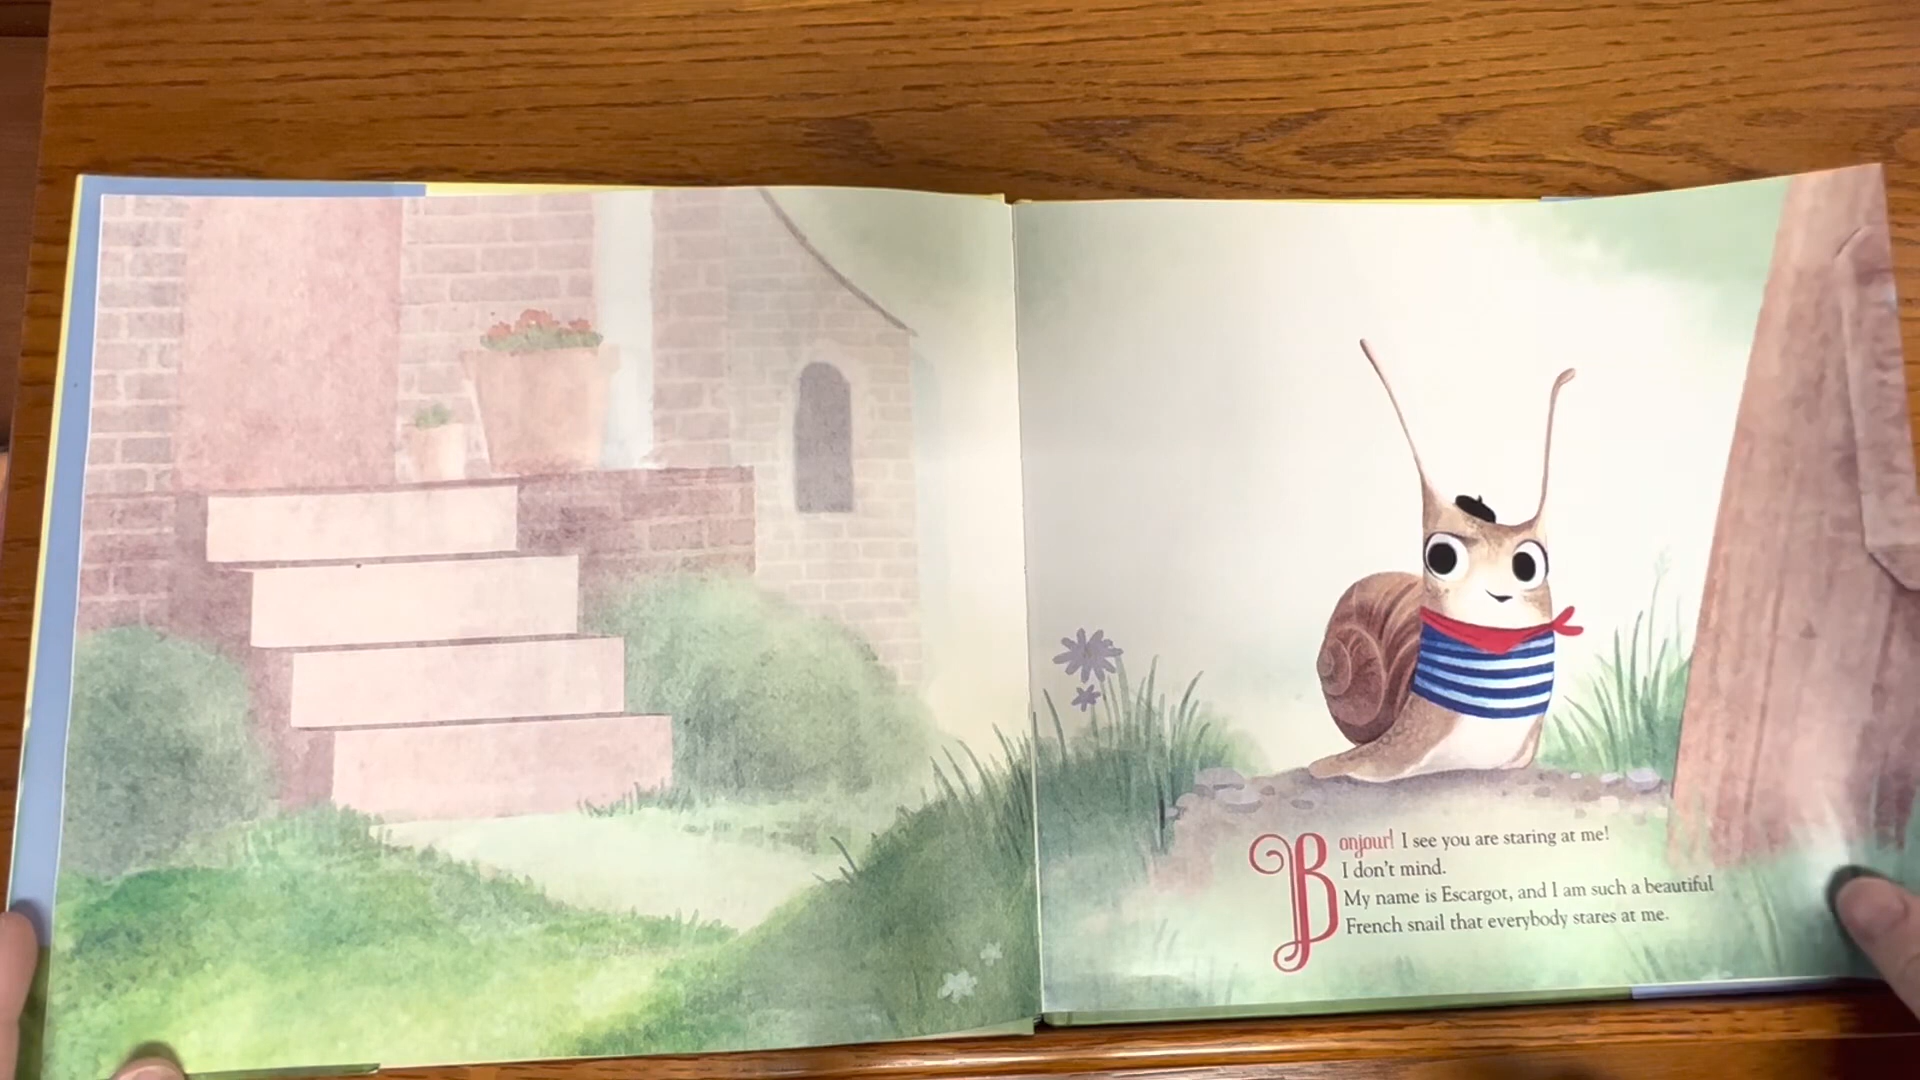 Bonjour! I see you are staring at me!
I don't mind.
My name is Escargot, and I am such a beautiful
French snail that everybody stares at me.